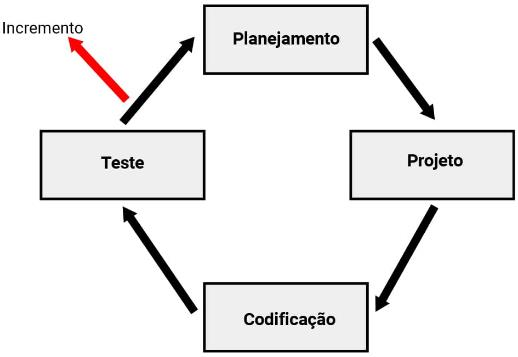 Incremento
Planejamento
Teste
Projeto
Codificação